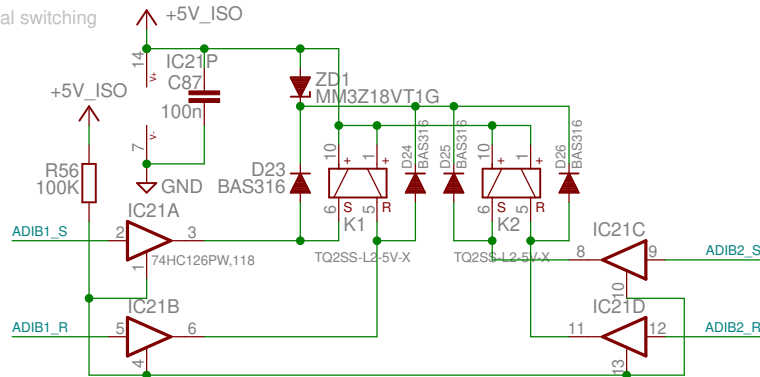 al switching
+5V_ISO
14
V+
IC21P
C87
100n
ZD1
MM3Z18VT1G
+5V_ISO
7
V-
GND
R56
100K
D23
BAS316
10
1
+
D24
BAS316
D25
BAS316
10
1
+
D26
BAS316
6
S
5
R
K1
6
S
5
R
K2
TQ2SS-L2-5V-X
TQ2SS-L2-5V-X
IC21A
ADIB1_S
2
3
1
74HC126PW,118
IC21C
8
9
ADIB2_S
10
IC21B
ADIB1_R
5
6
4
IC21D
11
12
ADIB2_R
13